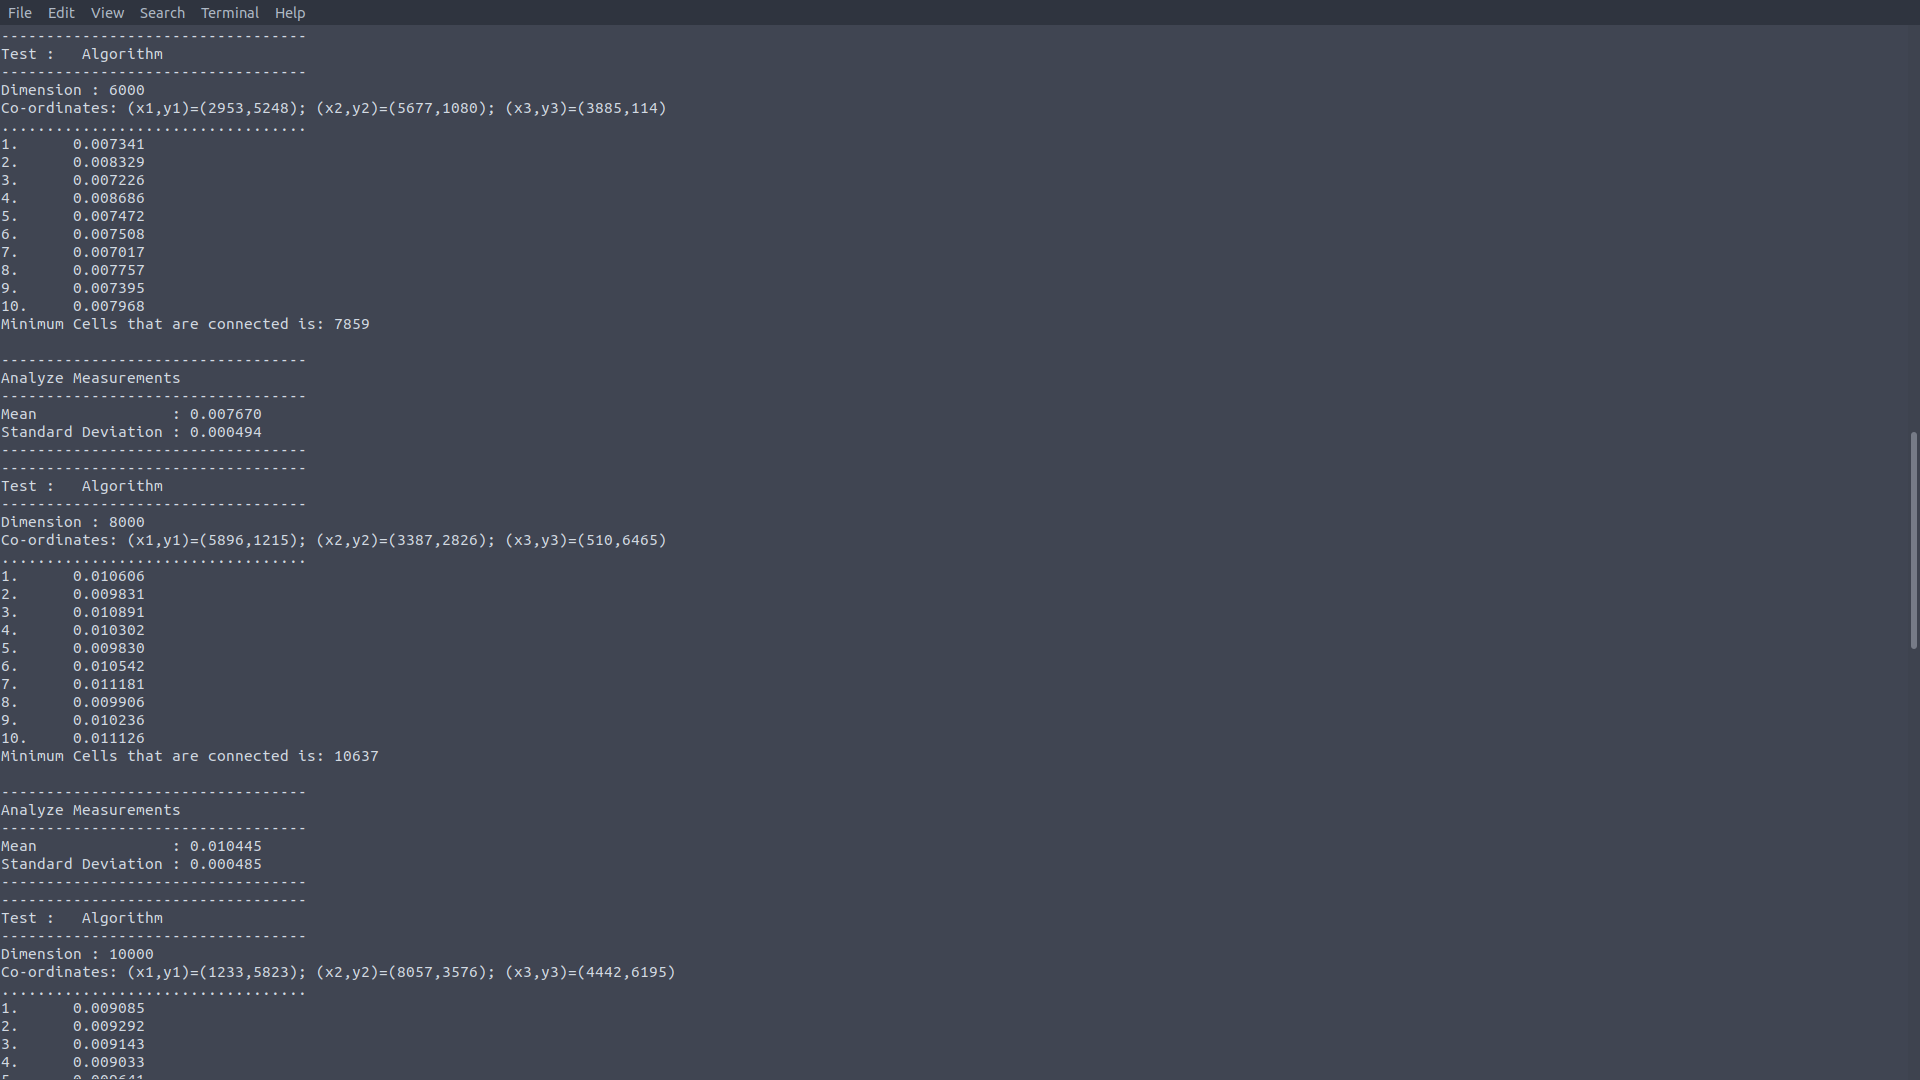 File Edit View Search Terminal Help
----------------------------------
Test :   Algorithm
----------------------------------
Dimension : 6000
Co-ordinates: (x1,y1)=(2953,5248); (x2,y2)=(5677,1080); (x3,y3)=(3885,114)
..................................
1.      0.007341
2.      0.008329
3.      0.007226
4.      0.008686
5.      0.007472
6.      0.007508
7.      0.007017
8.      0.007757
9.      0.007395
10.     0.007968
Minimum Cells that are connected is: 7859
----------------------------------
Analyze Measurements
----------------------------------
Mean               : 0.007670
Standard Deviation : 0.000494
----------------------------------
----------------------------------
Test :   Algorithm
----------------------------------
Dimension : 8000
Co-ordinates: (x1,y1)=(5896,1215); (x2,y2)=(3387,2826); (x3,y3)=(510,6465)
..................................
1.      0.010606
2.      0.009831
3.      0.010891
4.      0.010302
5.      0.009830
6.      0.010542
7.      0.011181
8.      0.009906
9.      0.010236
10.     0.011126
Minimum Cells that are connected is: 10637
----------------------------------
Analyze Measurements
----------------------------------
Mean               : 0.010445
Standard Deviation : 0.000485
----------------------------------
----------------------------------
Test :   Algorithm
----------------------------------
Dimension : 10000
Co-ordinates: (x1,y1)=(1233,5823); (x2,y2)=(8057,3576); (x3,y3)=(4442,6195)
..................................
1.      0.009085
2.      0.009292
3.      0.009143
4.      0.009033